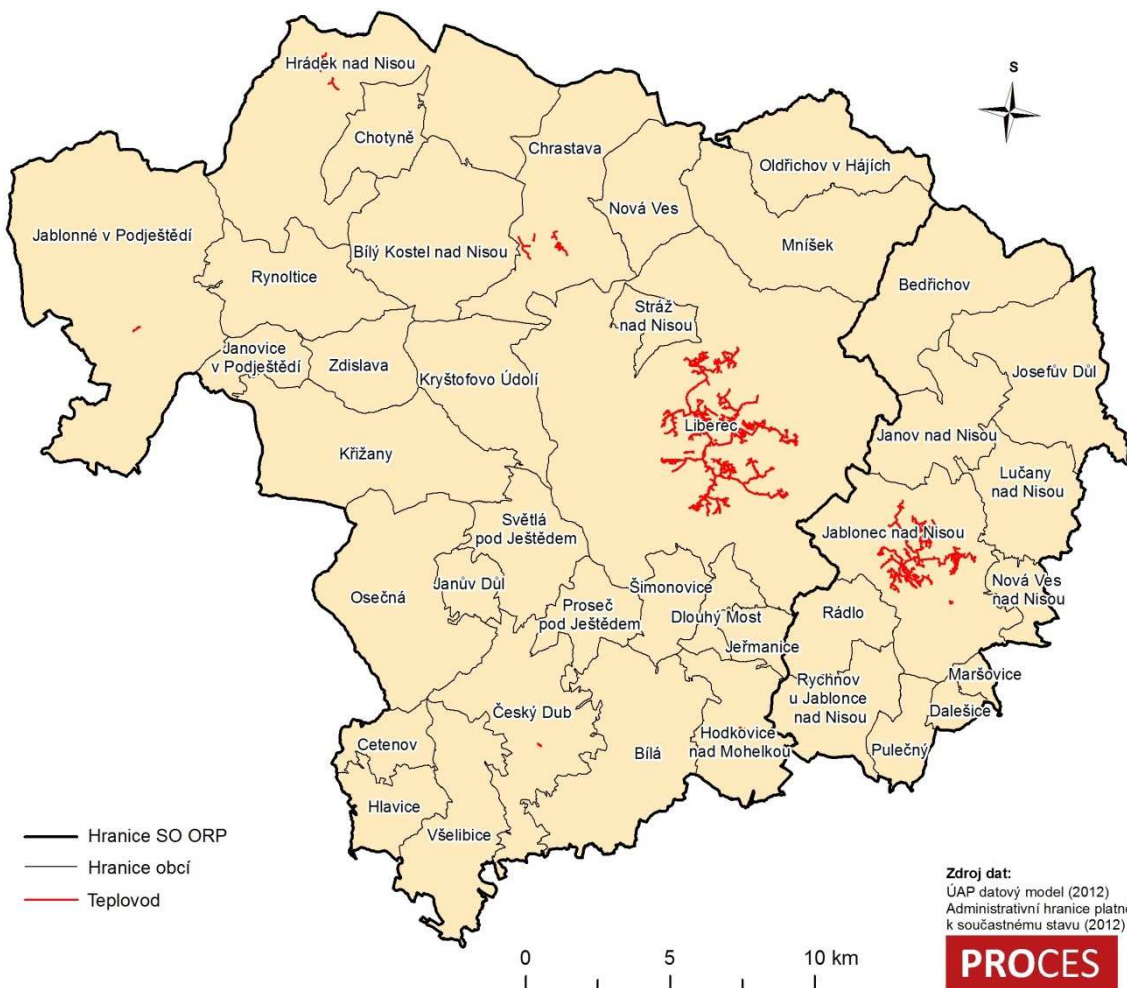 Hrádek nad Nisou
S
Chotyně
Chrastava
Oldřichov v Hájích
Jablonné v Podještědí
Nová Ves
Bílý Kostel nad Nisou
Mníšek
Rynoltice
Bedřichov
Stráž
nad Nisou
Janovice
v Podještědí
Zdislava
Kryštofovo Údolí
Josefův Důl
Liberec
Janov nad Nisou
Křižany
Lučany
nad Nisou
Světlá
pod Ještědem
Jablonec nad Nisou
Osečná
Janův Důl
Šimonovice
Nová Ves
nad Nisou
Proseč
pod Ještědem
Dlouhý Most
Rádlo
Jeřmanice
Maršovice
Rychnov
u Jablonce
nad Nisou
Český Dub
Dalešice
Cetenov
Bílá
Hodkovice
nad Mohelkou
Pulečný
Hlavice
Všelibice
Hranice SO ORP
Hranice obcí
Teplovod
Zdroj dat:
ÚAP datový model (2012)
Administrativní hranice platné
k součastnému stavu (2012)
0 5 10 km
PROCES